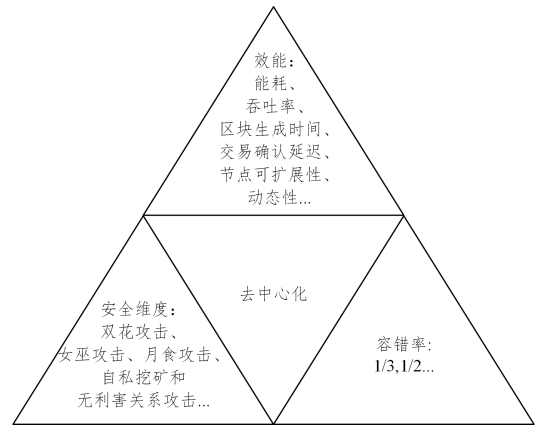 效能：
能耗、
吞吐率、
区块生成时间、
交易确认延迟、
节点可扩展性、
动态性...
去中心化
安全维度：
双花攻击、
女巫攻击、月食攻击、
自私挖矿和
无利害关系攻击...
容错率:
1/3,1/2...